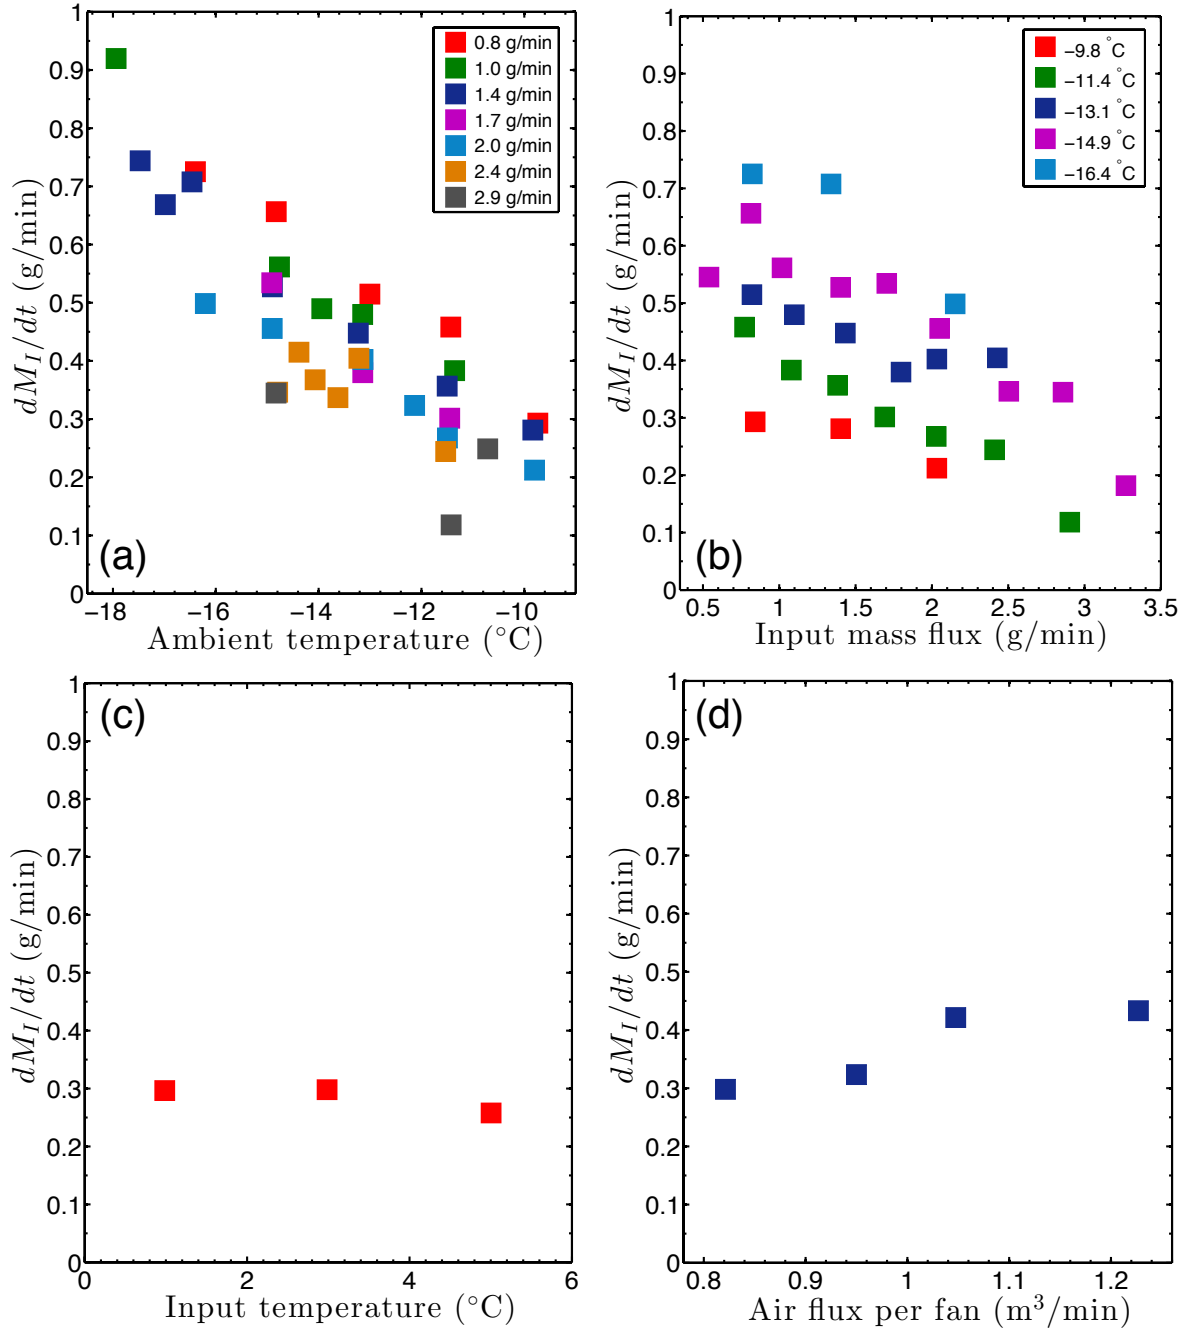 1
0.9
0.8
0.7
0.6
0.5
0.4
0.3
0.2
0.1
0
dM_I/dt (g/min)
0.8 g/min
1.0 g/min
1.4 g/min
1.7 g/min
2.0 g/min
2.4 g/min
2.9 g/min
(a)
−18 −16 −14 −12 −10
Ambient temperature (°C)
1
0.9
0.8
0.7
0.6
0.5
0.4
0.3
0.2
0.1
0
dM_I/dt (g/min)
−9.8 °C
−11.4 °C
−13.1 °C
−14.9 °C
−16.4 °C
(b)
0.5 1 1.5 2 2.5 3 3.5
Input mass flux (g/min)
(c)
1
0.9
0.8
0.7
0.6
0.5
0.4
0.3
0.2
0.1
0
dM_I/dt (g/min)
0 2 4 6
Input temperature (°C)
(d)
1
0.9
0.8
0.7
0.6
0.5
0.4
0.3
0.2
0.1
0
dM_I/dt (g/min)
0.8 0.9 1 1.1 1.2
Air flux per fan (m³/min)